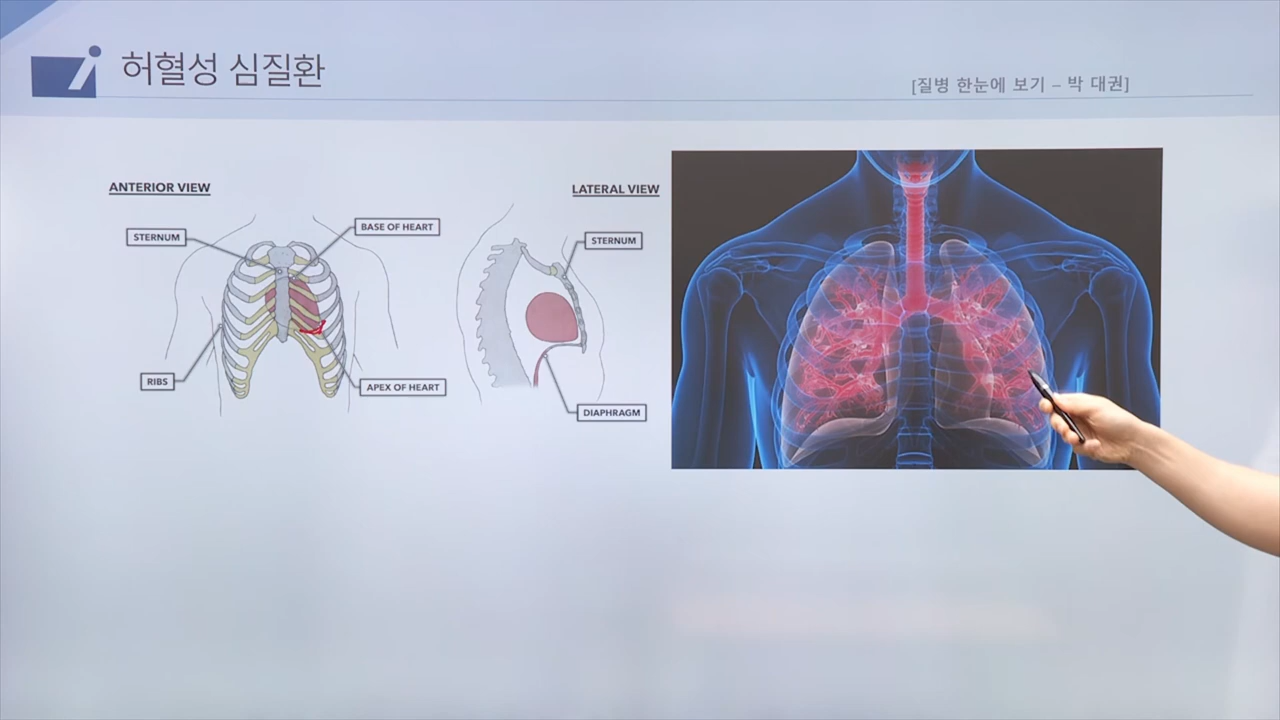 허혈성 심질환
[질병 한눈에 보기 – 박 대권]
ANTERIOR VIEW
LATERAL VIEW
STERNUM
BASE OF HEART
STERNUM
RIBS
APEX OF HEART
DIAPHRAGM